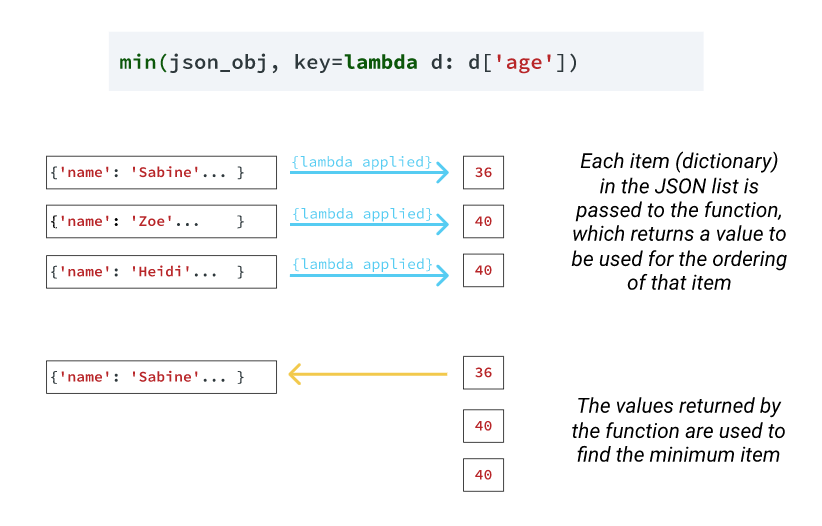 min(json_obj, key=lambda d: d['age'])
{'name': 'Sabine'... }
{lambda applied}
36
{'name': 'Zoe'... }
{lambda applied}
40
{'name': 'Heidi'... }
{lambda applied}
40
Each item (dictionary)
in the JSON list is
passed to the function,
which returns a value to
be used for the ordering
of that item
{'name': 'Sabine'... }
36
40
40
The values returned by
the function are used to
find the minimum item